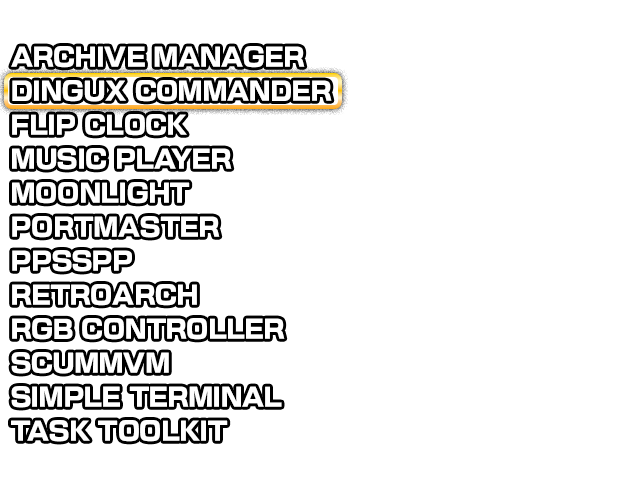 ARCHIVE MANAGER
DINGUX COMMANDER
FLIP CLOCK
MUSIC PLAYER
MOONLIGHT
PORTMASTER
PPSSPP
RETROARCH
RGB CONTROLLER
SCUMMVM
SIMPLE TERMINAL
TASK TOOLKIT